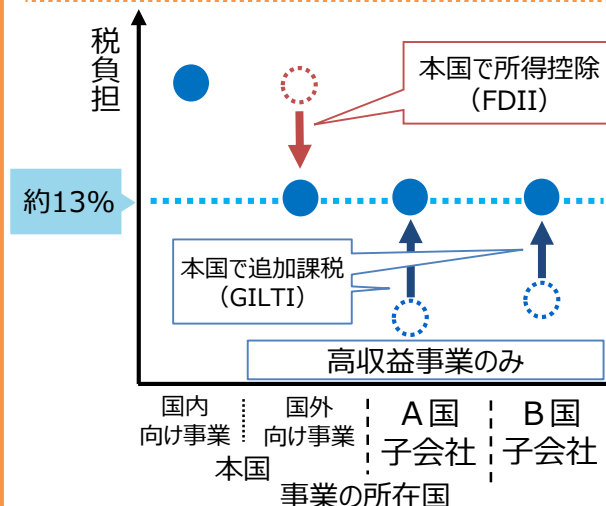 税負担
本国で所得控除
（FDII）
約13%
本国で追加課税
（GILTI）
高収益事業のみ
国内
向け事業
国外
向け事業
本国
A国
子会社
B国
子会社
事業の所在国